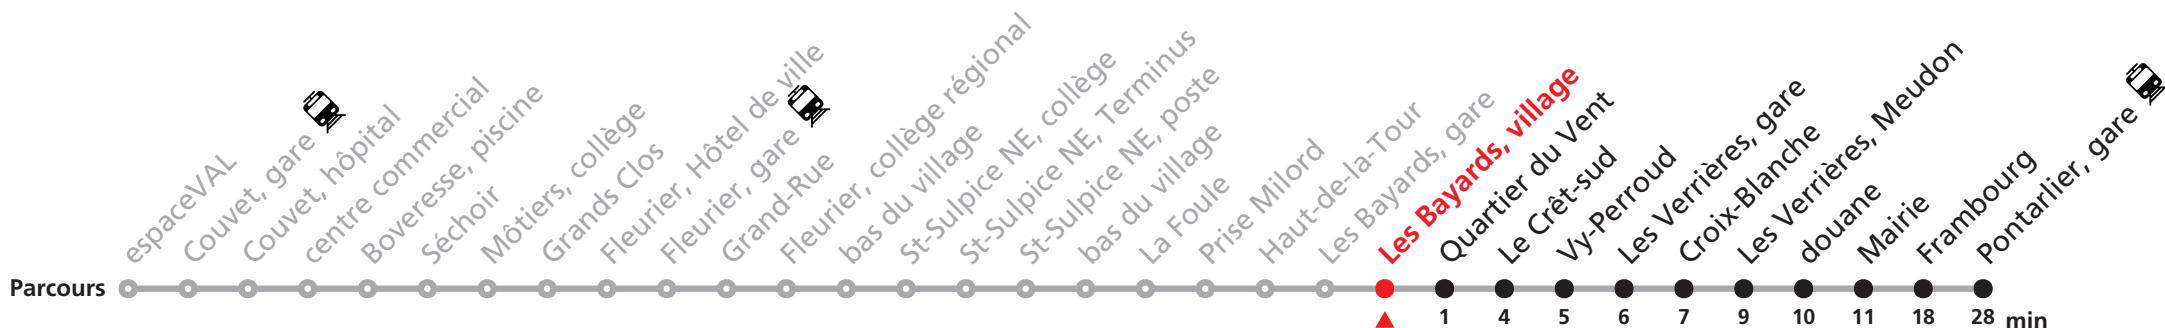 espaceVAL
Couvet, gare
Couvet, hôpital
centre commercial
Boveresse, piscine
Séchoir
Môtiers, collège
Grands Clos
Fleurier, Hôtel de ville
Fleurier, gare
Grand-Rue
Fleurier, collège régional
bas du village
St-Sulpice NE, collège
St-Sulpice NE, Terminus
St-Sulpice NE, poste
bas du village
La Foule
Prise Milord
Haut-de-la-Tour
Les Bayards, gare
Les Bayards, village
Quartier du Vent
Le Crêt-sud
Vy-Perroud
Les Verrières, gare
Croix-Blanche
Les Verrières, Meudon
douane
Mairie
Frambourg
Pontarlier, gare
Parcours
1 4 5 6 7 9 10 11 18 28 min